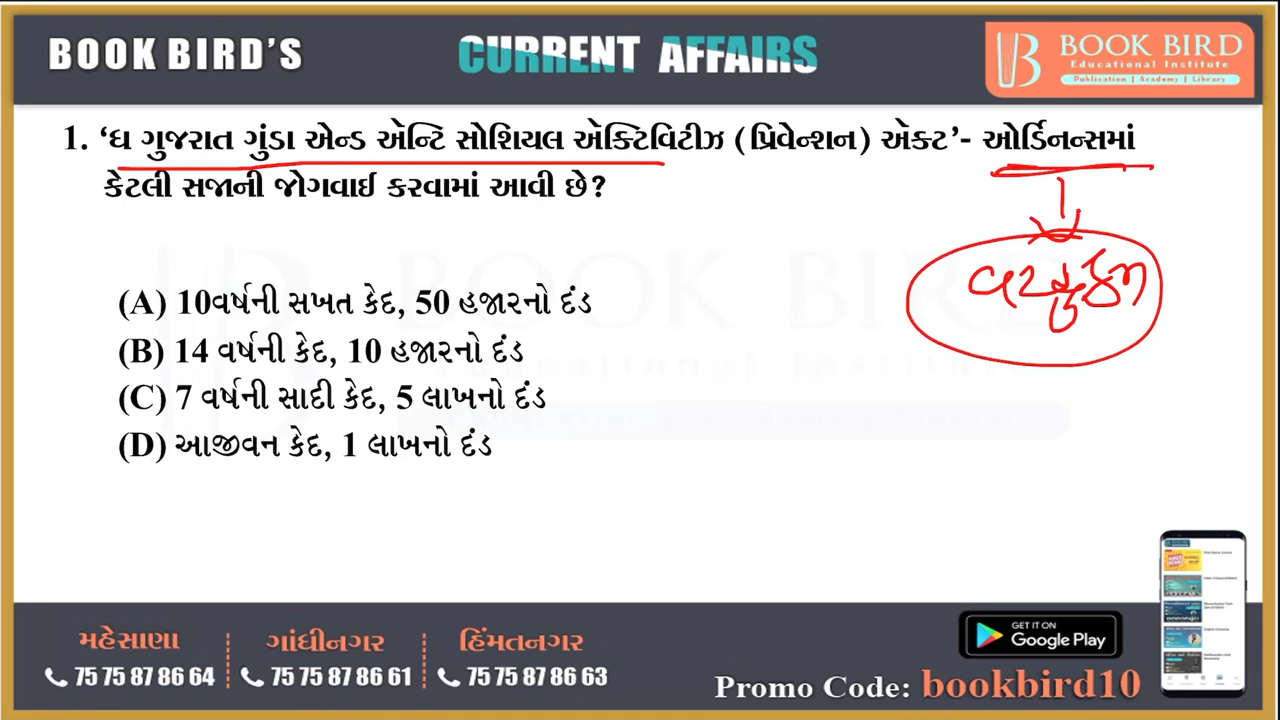 BOOK BIRD'S
CURRENT AFFAIRS
BOOK BIRD
Educational Institute
Publication | Academy | Library
1. 'ધ ગુજરાત ગુંડા એન્ડ એન્ટિ સોશિયલ એક્ટિવિટીઝ (પ્રિવેન્શન) એક્ટ'- ઓર્ડિનન્સમાં
કેટલી સજાની જોગવાઈ કરવામાં આવી છે?
વટહુકમ
(A) 10વર્ષની સખત કેદ, 50 હજારનો દંડ
(B) 14 વર્ષની કેદ, 10 હજારનો દંડ
(C) 7 વર્ષની સાદી કેદ, 5 લાખનો દંડ
(D) આજીવન કેદ, 1 લાખનો દંડ
મહેસાણા
75 75 87 86 64
ગાંધીનગર
75 75 87 86 61
હિંમતનગર
75 75 87 86 63
GET IT ON
Google Play
Promo Code: bookbird10